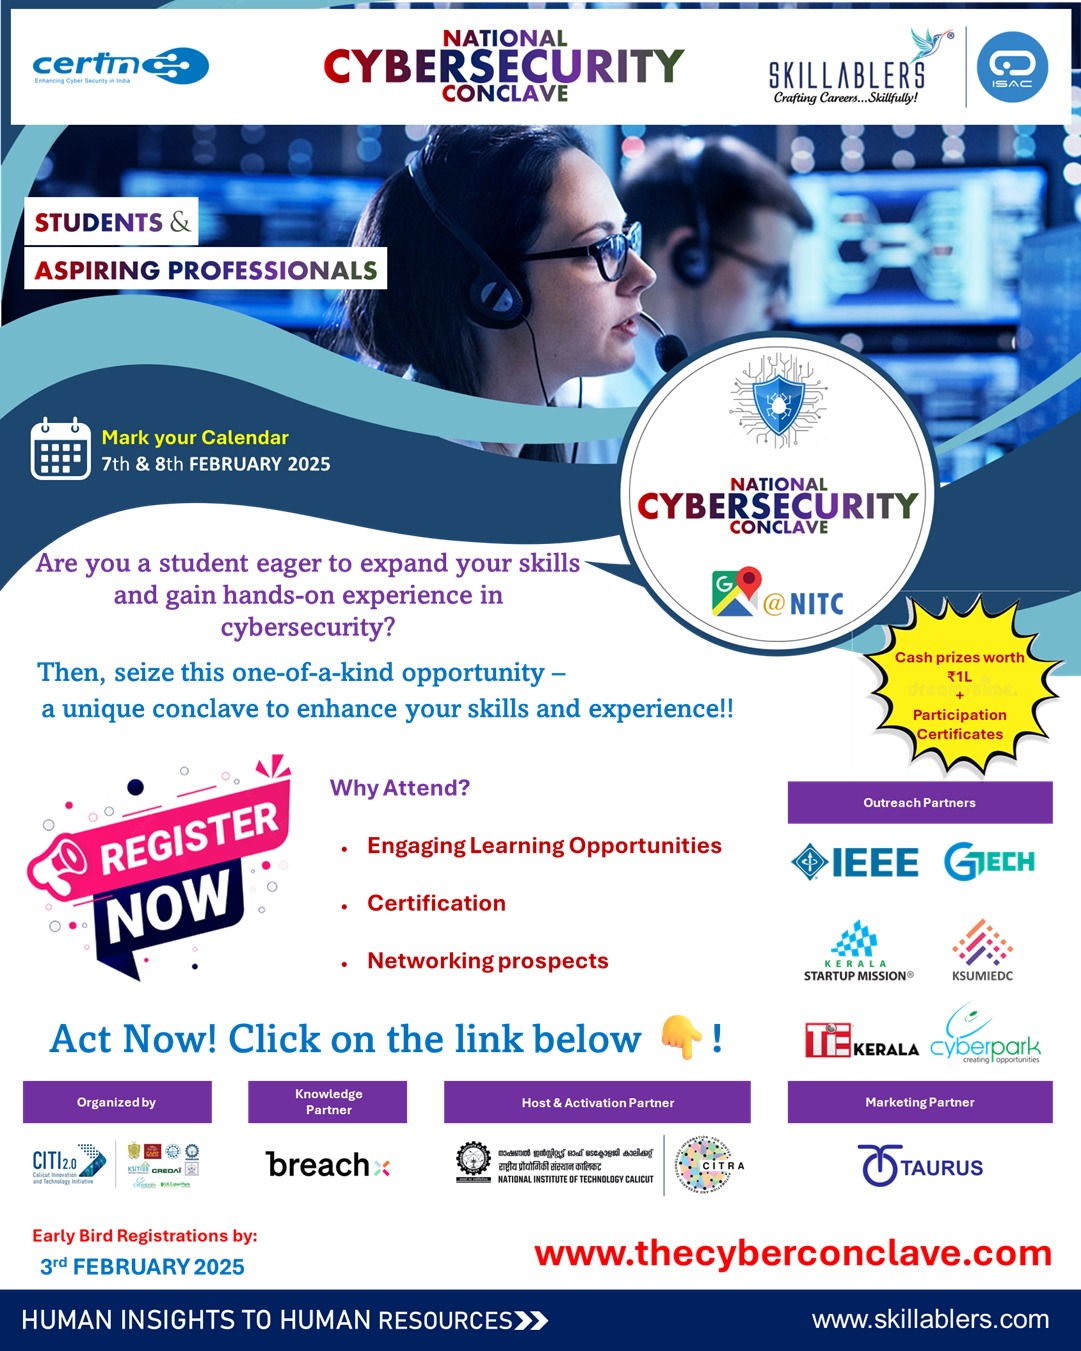 certin
Enhancing Cyber Security in India
NATIONAL
CYBERSECURITY
CONCLAVE
SKILLABLERS®
Crafting Careers...Skillfully!
ISAC
STUDENTS &
ASPIRING PROFESSIONALS
Mark your Calendar
7th & 8th FEBRUARY 2025
NATIONAL
CYBERSECURITY
CONCLAVE
G
@ NITC
Are you a student eager to expand your skills
and gain hands-on experience in
cybersecurity?
Then, seize this one-of-a-kind opportunity –
a unique conclave to enhance your skills and experience!!
Cash prizes worth
₹1L
+
Participation
Certificates
REGISTER
NOW
Why Attend?
• Engaging Learning Opportunities
• Certification
• Networking prospects
Outreach Partners
IEEE
GTECH
KERALA
STARTUP MISSION®
KSUMIEDC
TiE KERALA
cyberpark
creating opportunities
Act Now! Click on the link below 👇 !
Organized by
Knowledge
Partner
Host & Activation Partner
Marketing Partner
CITI 2.0
Calicut Innovation
and Technology Initiative
CREDAI
breach
നാഷണൽ ഇൻസ്റ്റിറ്റ്യൂട്ട് ഓഫ് ടെക്നോളജി കാലിക്കറ്റ്
राष्ट्रीय प्रौद्योगिकी संस्थान कालिकट
NATIONAL INSTITUTE OF TECHNOLOGY CALICUT
CITRA
TAURUS
Early Bird Registrations by:
3rd FEBRUARY 2025
www.thecyberconclave.com
HUMAN INSIGHTS TO HUMAN RESOURCES
www.skillablers.com